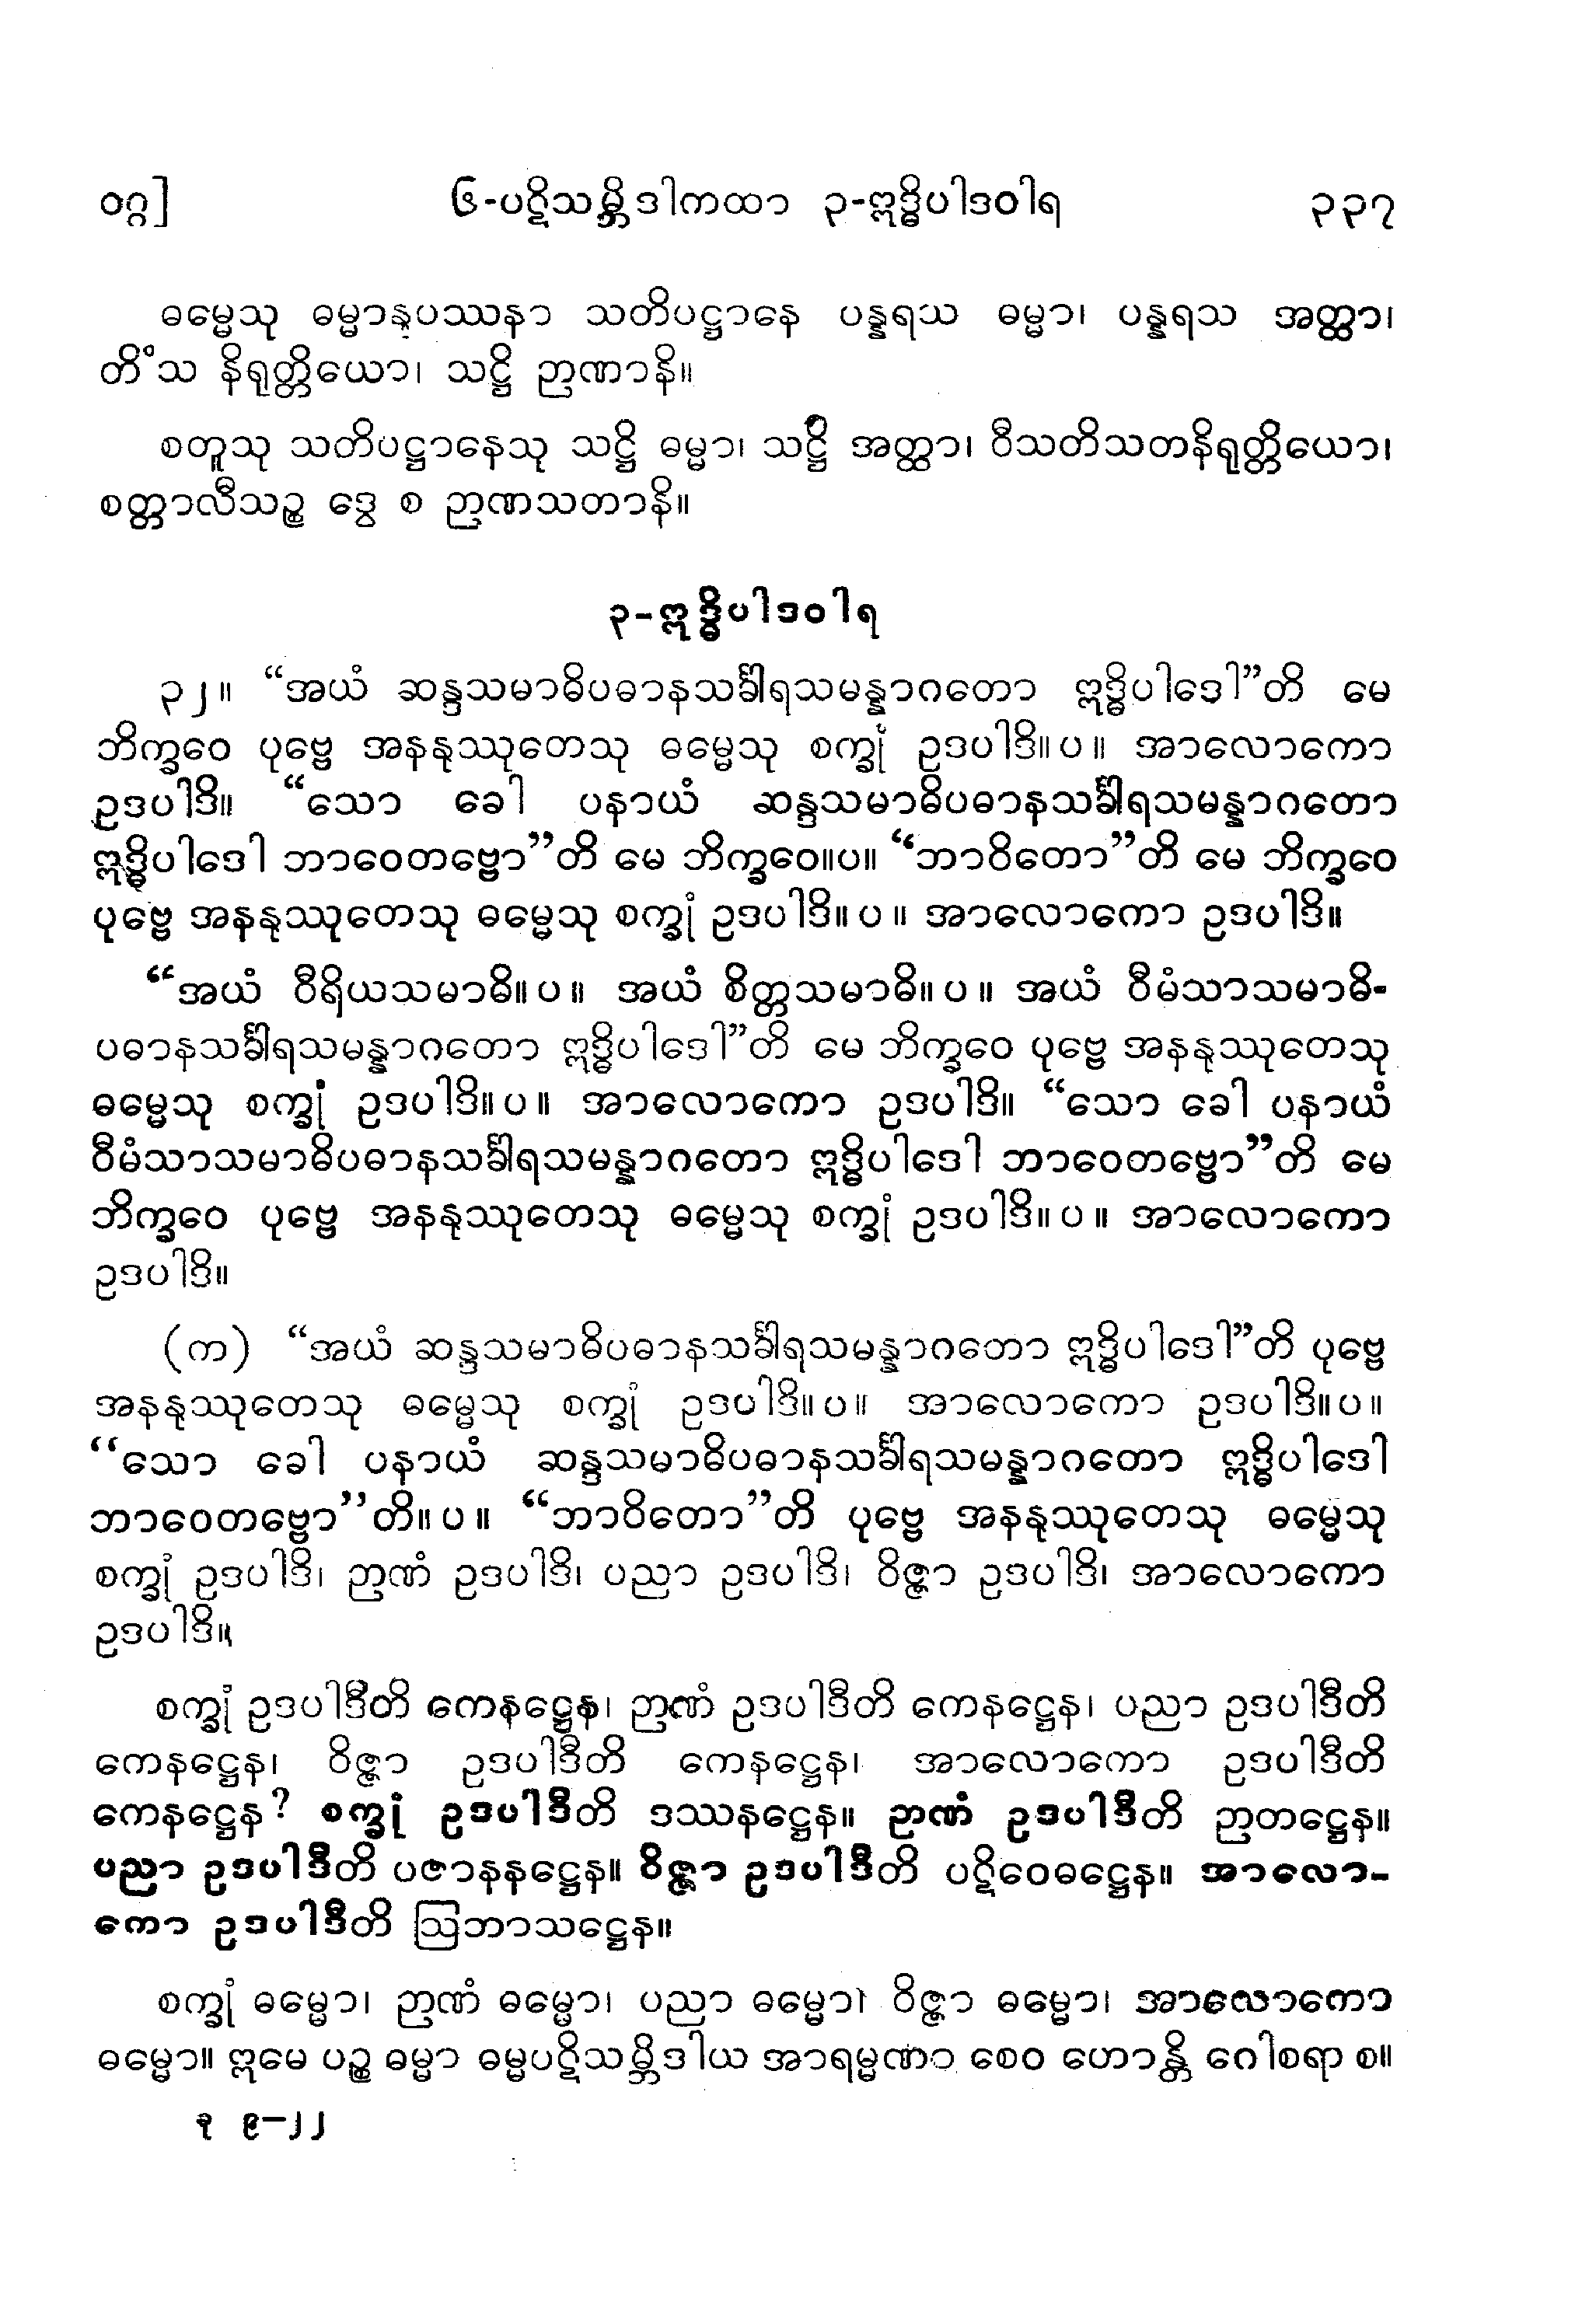 ဝဂ္ဂ] ၆-ပဋိသမ္ဘိဒါကထာ ၃-ဣဒ္ဓိပါဒဝါရ ၃၃၇
ဓမ္မေသု ဓမ္မာနုပဿနာ သတိပဋ္ဌာနေ ပန္နရသ ဓမ္မာ၊ ပန္နရသ အတ္ထာ၊
တိံသ နိရုတ္တိယော၊ သဋ္ဌိ ဉာဏာနိ။
စတူသု သတိပဋ္ဌာနေသု သဋ္ဌိ ဓမ္မာ၊ သဋ္ဌိ အတ္ထာ၊ ဝီသတိသတနိရုတ္တိယော၊
စတ္တာလီသဉ္စ ဒွေ စ ဉာဏသတာနိ။
၃-ဣဒ္ဓိပါဒဝါရ
၃၂။ “အယံ ဆန္ဒသမာဓိပဓာနသင်္ခါရသမန္နာဂတော ဣဒ္ဓိပါဒေါ”တိ မေ
ဘိက္ခဝေ ပုဗ္ဗေ အနနုဿုတေသု ဓမ္မေသု စက္ခုံ ဥဒပါဒိ။ပ။ အာလောကော
ဥဒပါဒိ။ “သော ခေါ ပနာယံ ဆန္ဒသမာဓိပဓာနသင်္ခါရသမန္နာဂတော
ဣဒ္ဓိပါဒေါ ဘာဝေတဗ္ဗော”တိ မေ ဘိက္ခဝေ။ပ။ “ဘာဝိတော”တိ မေ ဘိက္ခဝေ
ပုဗ္ဗေ အနနုဿုတေသု ဓမ္မေသု စက္ခုံ ဥဒပါဒိ။ပ။ အာလောကော ဥဒပါဒိ။
“အယံ ဝီရိယသမာဓိ။ပ။ အယံ စိတ္တသမာဓိ။ပ။ အယံ ဝီမံသာသမာဓိ-
ပဓာနသင်္ခါရသမန္နာဂတော ဣဒ္ဓိပါဒေါ”တိ မေ ဘိက္ခဝေ ပုဗ္ဗေ အနနုဿုတေသု
ဓမ္မေသု စက္ခုံ ဥဒပါဒိ။ပ။ အာလောကော ဥဒပါဒိ။ “သော ခေါ ပနာယံ
ဝီမံသာသမာဓိပဓာနသင်္ခါရသမန္နာဂတော ဣဒ္ဓိပါဒေါ ဘာဝေတဗ္ဗော”တိ မေ
ဘိက္ခဝေ ပုဗ္ဗေ အနနုဿုတေသု ဓမ္မေသု စက္ခုံ ဥဒပါဒိ။ပ။ အာလောကော
ဥဒပါဒိ။
(က) “အယံ ဆန္ဒသမာဓိပဓာနသင်္ခါရသမန္နာဂတော ဣဒ္ဓိပါဒေါ”တိ ပုဗ္ဗေ
အနနုဿုတေသု ဓမ္မေသု စက္ခုံ ဥဒပါဒိ။ပ။ အာလောကော ဥဒပါဒိ။ပ။
“သော ခေါ ပနာယံ ဆန္ဒသမာဓိပဓာနသင်္ခါရသမန္နာဂတော ဣဒ္ဓိပါဒေါ
ဘာဝေတဗ္ဗော”တိ။ပ။ “ဘာဝိတော”တိ ပုဗ္ဗေ အနနုဿုတေသု ဓမ္မေသု
စက္ခုံ ဥဒပါဒိ၊ ဉာဏံ ဥဒပါဒိ၊ ပညာ ဥဒပါဒိ၊ ဝိဇ္ဇာ ဥဒပါဒိ၊ အာလောကော
ဥဒပါဒိ။
စက္ခုံ ဥဒပါဒီတိ ကေနဋ္ဌေန၊ ဉာဏံ ဥဒပါဒီတိ ကေနဋ္ဌေန၊ ပညာ ဥဒပါဒီတိ
ကေနဋ္ဌေန၊ ဝိဇ္ဇာ ဥဒပါဒီတိ ကေနဋ္ဌေန၊ အာလောကော ဥဒပါဒီတိ
ကေနဋ္ဌေန? စက္ခုံ ဥဒပါဒီတိ ဒဿနဋ္ဌေန။ ဉာဏံ ဥဒပါဒီတိ ဉာတဋ္ဌေန။
ပညာ ဥဒပါဒီတိ ပဇာနနဋ္ဌေန။ ဝိဇ္ဇာ ဥဒပါဒီတိ ပဋိဝေဓဋ္ဌေန။ အာလော-
ကော ဥဒပါဒီတိ ဩဘာသဋ္ဌေန။
စက္ခုံ ဓမ္မော၊ ဉာဏံ ဓမ္မော၊ ပညာ ဓမ္မော၊ ဝိဇ္ဇာ ဓမ္မော၊ အာလောကော
ဓမ္မော။ ဣမေ ပဉ္စ ဓမ္မာ ဓမ္မပဋိသမ္ဘိဒါယ အာရမ္မဏာ စေဝ ဟောန္တိ ဂေါစရာ စ။
ခု ၉-၂၂